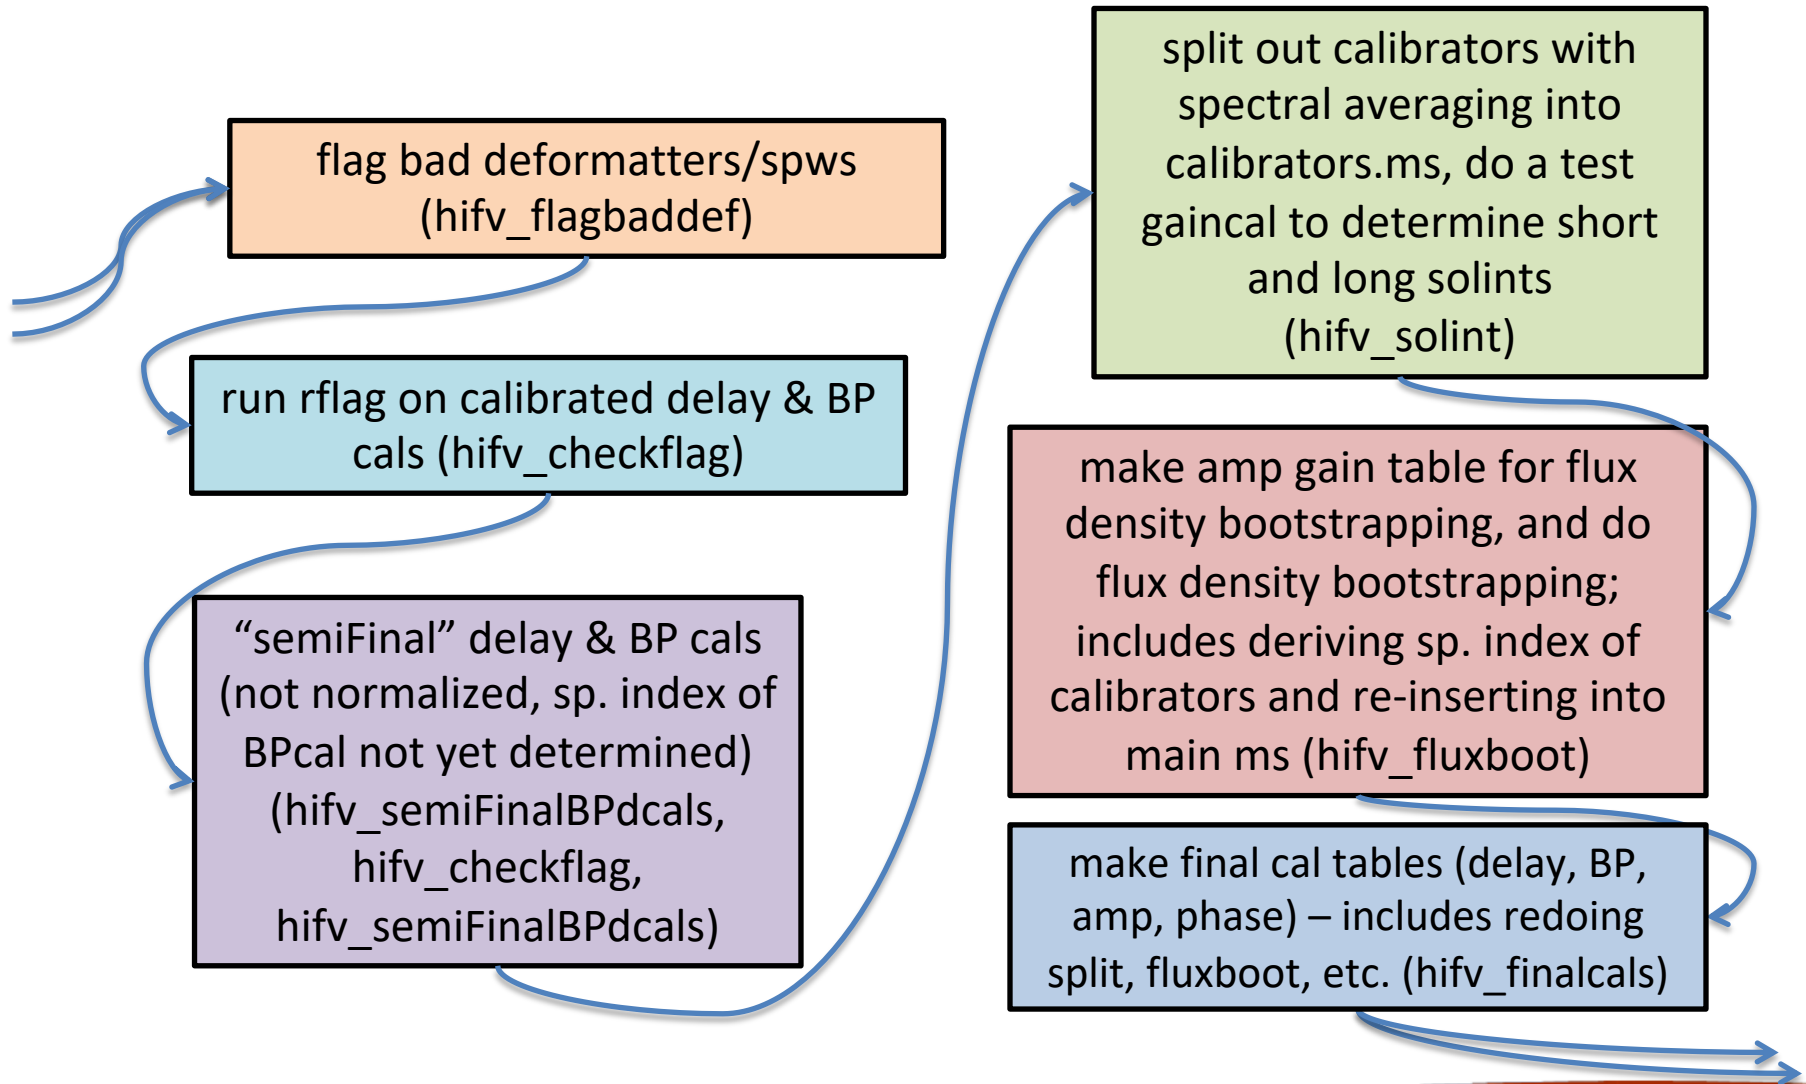 flag bad deformatters/spws
(hifv_flagbaddef)
run rflag on calibrated delay & BP
cals (hifv_checkflag)
“semiFinal” delay & BP cals
(not normalized, sp. index of
BPcal not yet determined)
(hifv_semiFinalBPdcals,
hifv_checkflag,
hifv_semiFinalBPdcals)
split out calibrators with
spectral averaging into
calibrators.ms, do a test
gaincal to determine short
and long solints
(hifv_solint)
make amp gain table for flux
density bootstrapping, and do
flux density bootstrapping;
includes deriving sp. index of
calibrators and re-inserting into
main ms (hifv_fluxboot)
make final cal tables (delay, BP,
amp, phase) – includes redoing
split, fluxboot, etc. (hifv_finalcals)